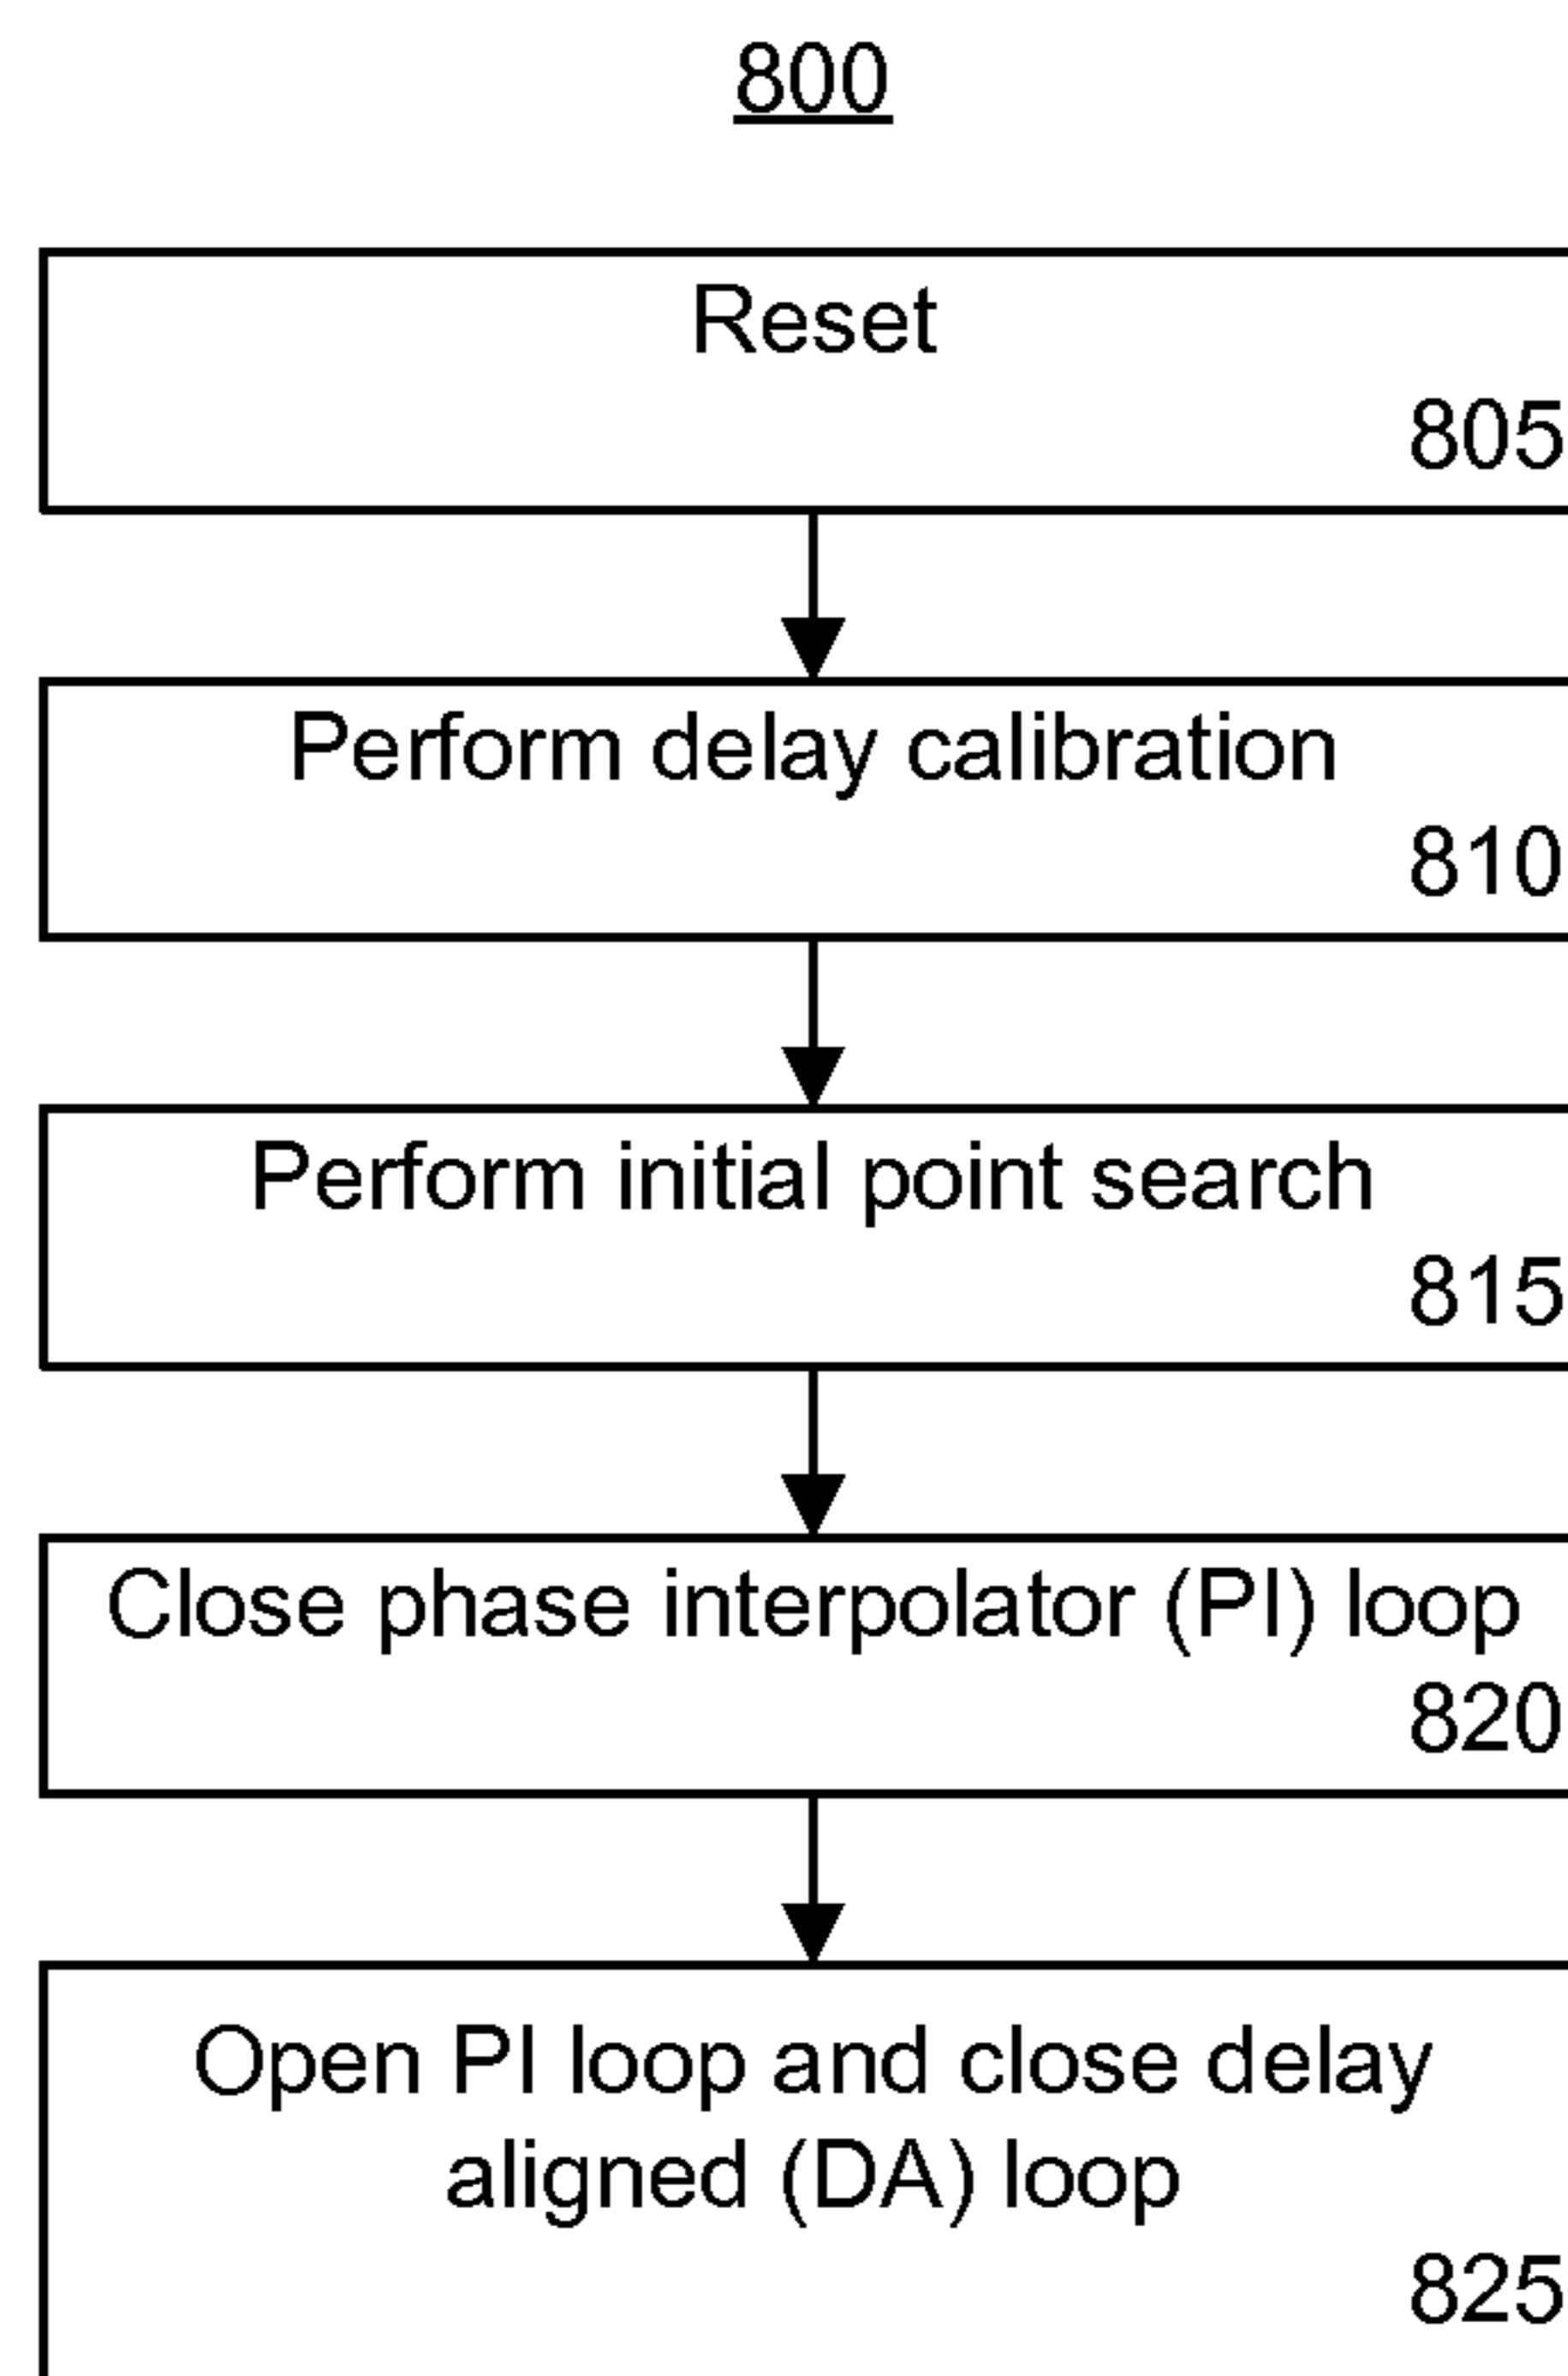 800
Reset
805
Perform delay calibration
810
Perform initial point search
815
Close phase interpolator (PI) loop
820
Open PI loop and close delay
aligned (DA) loop
825